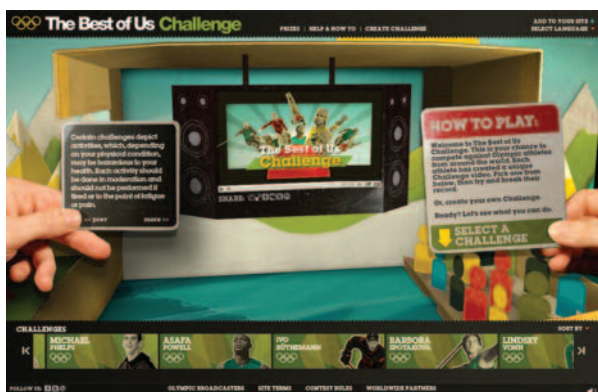 The Best of Us Challenge
PRIZES | HELP & HOW TO | CREATE CHALLENGE
ADD TO YOUR SITE
SELECT LANGUAGE
Certain challenges depict
activities, which, depending
on your physical condition,
may be hazardous to your
health. Each activity should
be done in moderation and
should not be performed if
tired or to the point of fatigue
or pain.
<< prev
more >>
The Best of Us
Challenge
SHARE
HOW TO PLAY:
Welcome to The Best of Us
Challenge. This is your chance to
compete against Olympic athletes
from around the world. Each
athlete has created a unique
Challenge video. Pick one from
below, then try and break their
record.
Or, create your own Challenge.
Ready? Let's see what you can do.
SELECT A
CHALLENGE
CHALLENGES
SORT BY
MICHAEL
PHELPS
ASAFA
POWELL
IVO
RÜTHEMANN
BARBORA
SPOTAKOVA
LINDSEY
VONN
FOLLOW US
OLYMPIC BROADCASTERS
SITE TERMS
CONTEST RULES
WORLDWIDE PARTNERS